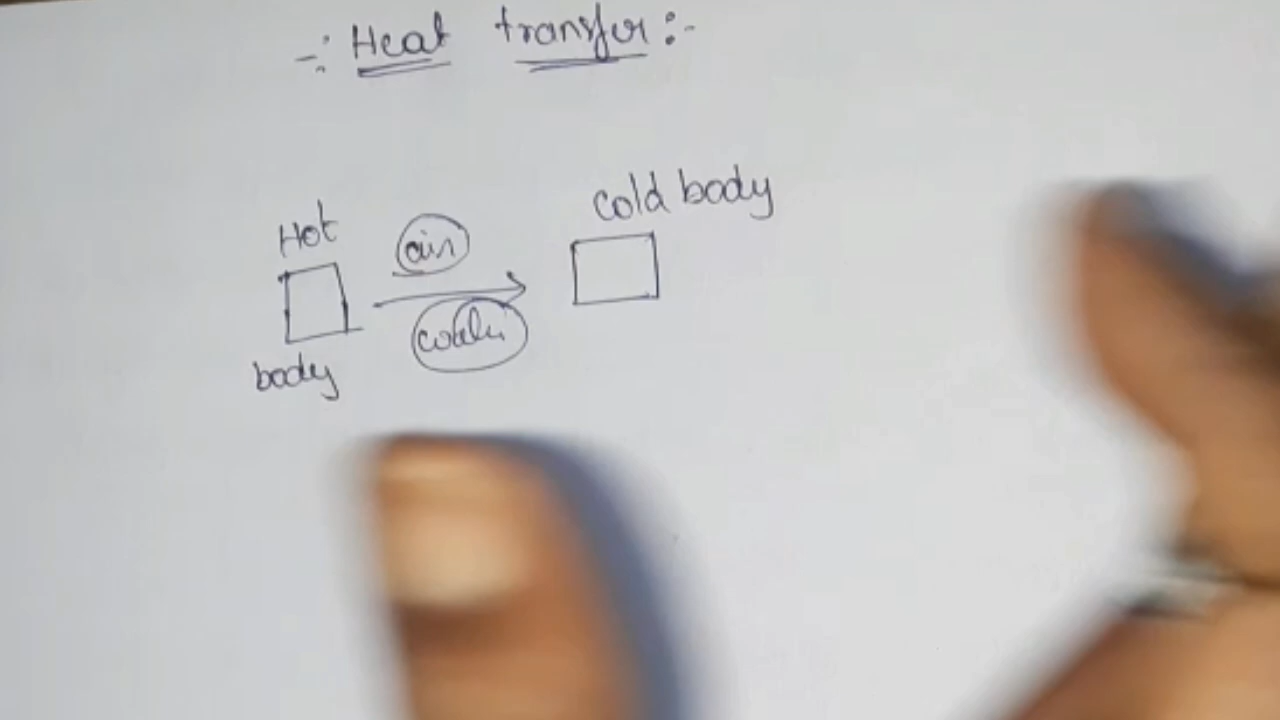 -: Heat transfer :-
cold body
Hot
air
body